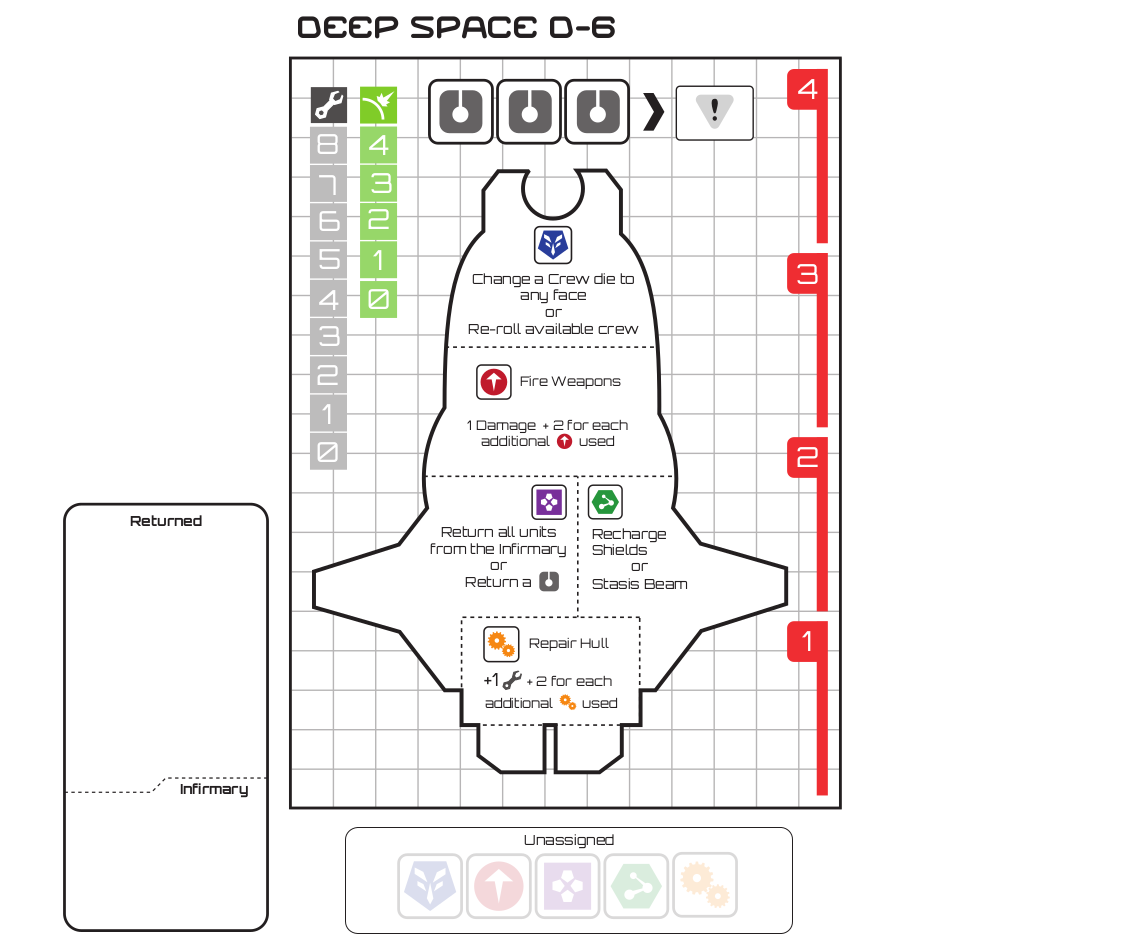 DEEP SPACE D-6
8
7
6
5
4
3
2
1
0
4
3
2
1
0
!
4
3
2
1
Change a Crew die to
any face
or
Re-roll available crew
Fire Weapons
1 Damage + 2 for each
additional used
Return all units
from the Infirmary
or
Return a
Recharge
Shields
or
Stasis Beam
Repair Hull
+1 + 2 for each
additional used
Returned
Infirmary
Unassigned